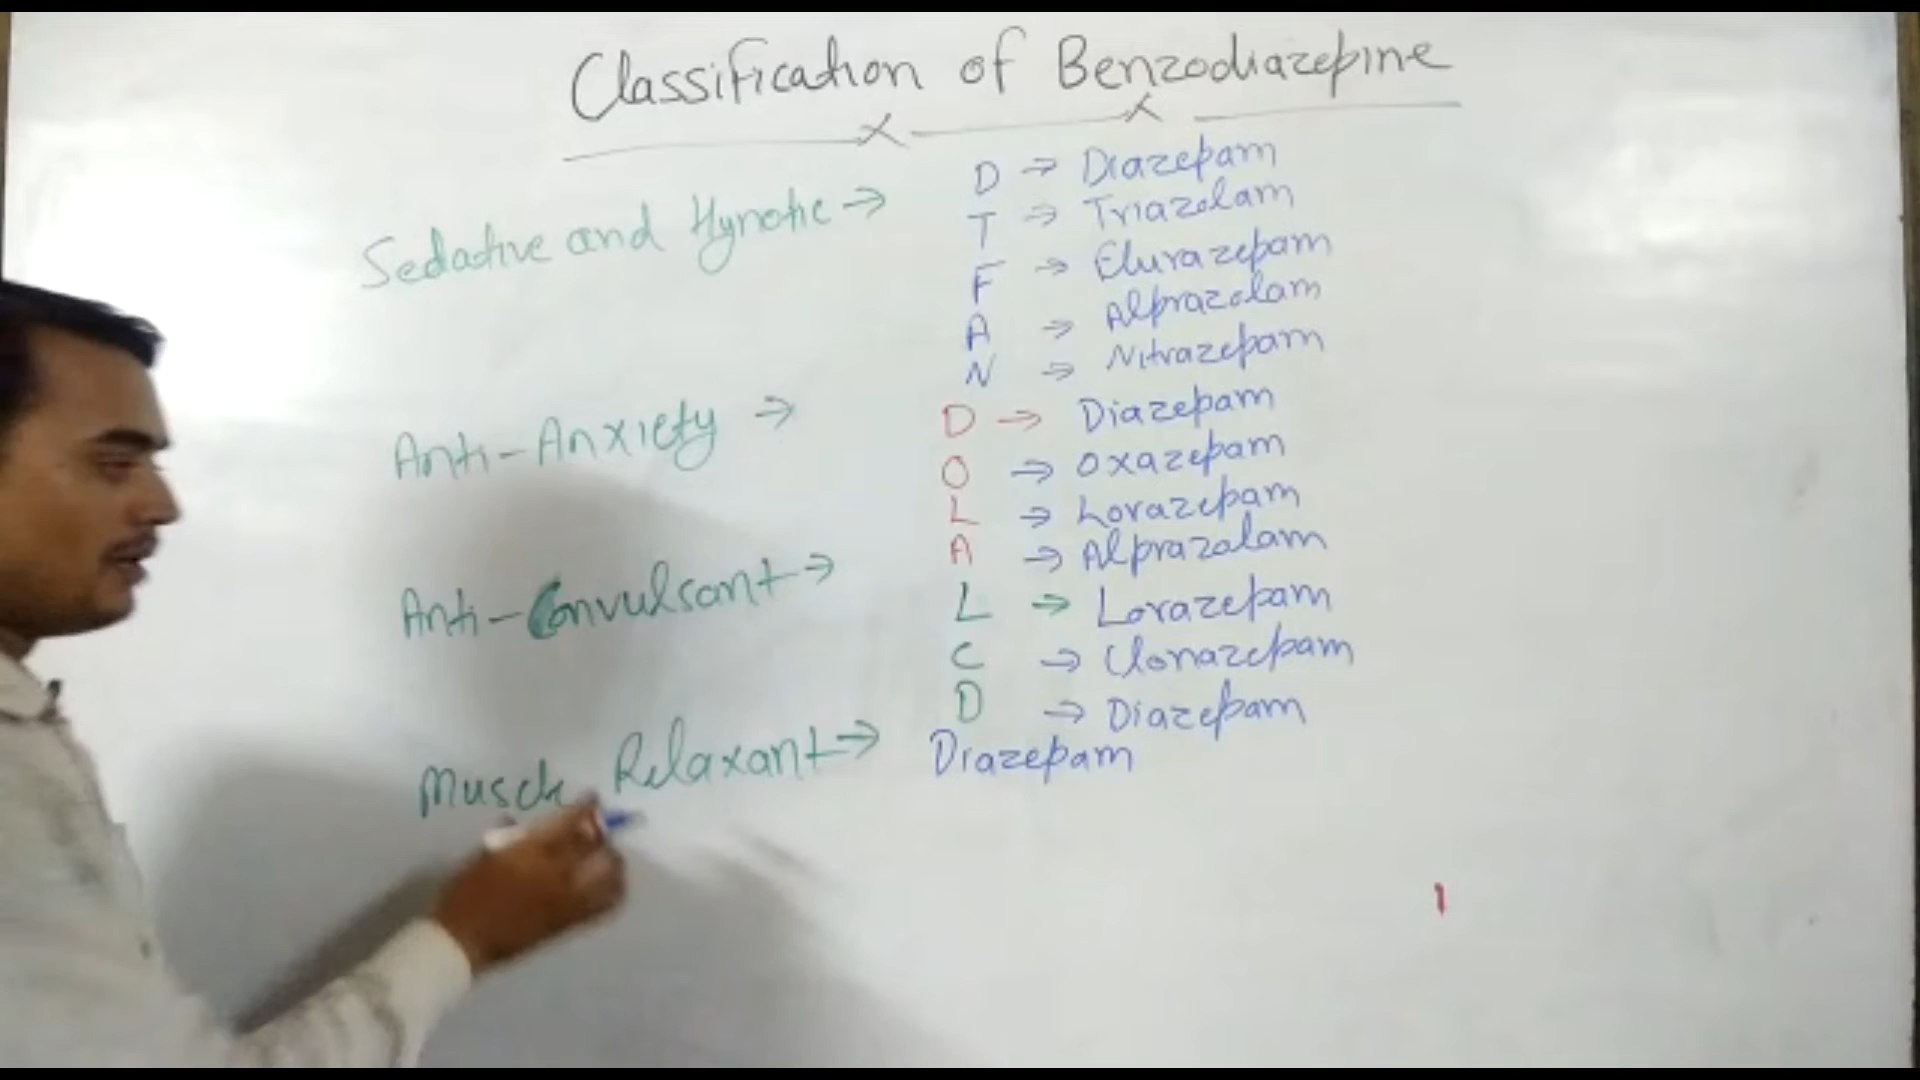 Classification of Benzodiazepine
Sedative and Hynotic → D → Diazepam
T → Triazolam
F → Flurazepam
A → Alprazolam
N → Nitrazepam
Anti-Anxiety → D → Diazepam
O → Oxazepam
L → Lorazepam
A → Alprazolam
Anti-Convulsant → L → Lorazepam
C → Clonazepam
D → Diazepam
Muscle Relaxant → Diazepam
1